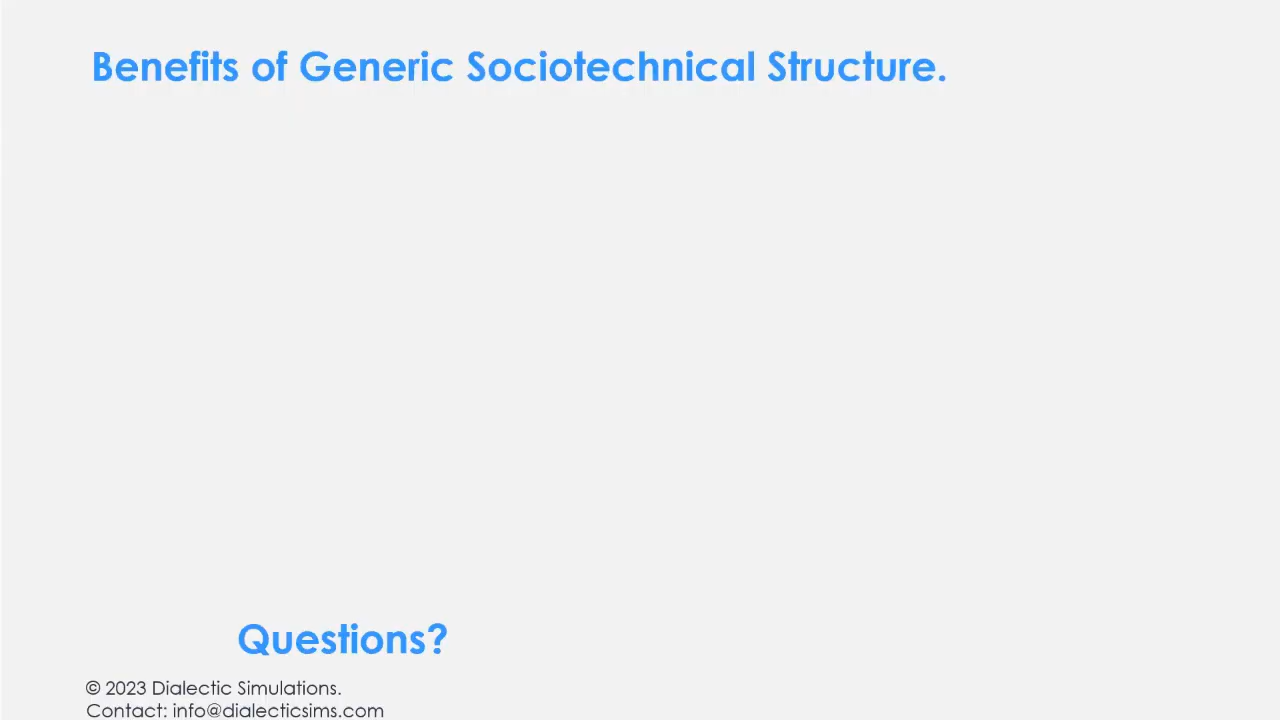 Benefits of Generic Sociotechnical Structure.
Questions?
© 2023 Dialectic Simulations.
Contact: info@dialecticsims.com